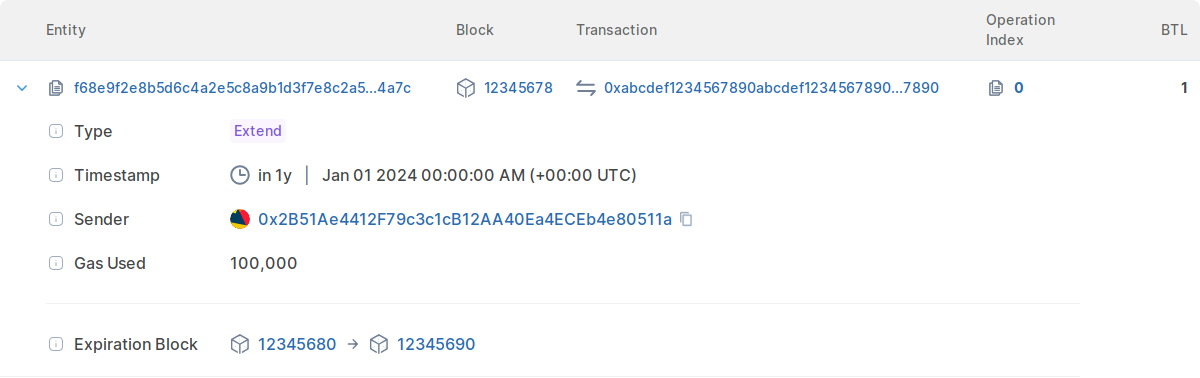 Entity Block Transaction Operation Index BTL
f68e9f2e8b5d6c4a2e5c8a9b1d3f7e8c2a5...4a7c 12345678 0xabcdef1234567890abcdef1234567890...7890 0 1
Type Extend
Timestamp in 1y | Jan 01 2024 00:00:00 AM (+00:00 UTC)
Sender 0x2B51Ae4412F79c3c1cB12AA40Ea4ECEb4e80511a
Gas Used 100,000
Expiration Block 12345680 → 12345690